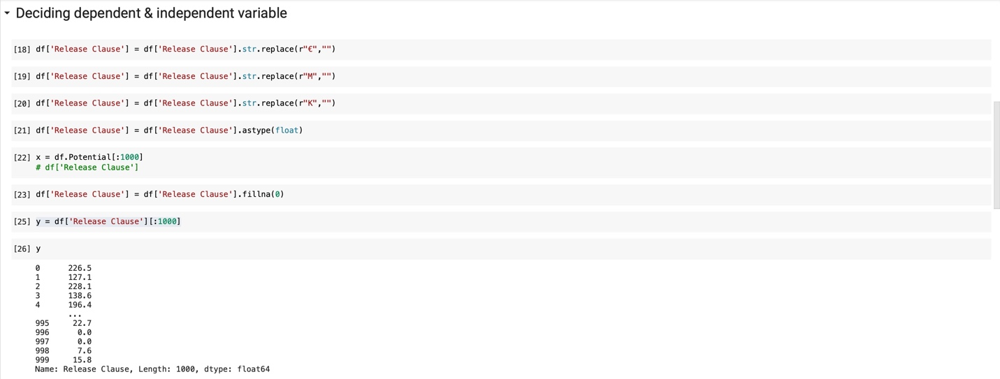 Deciding dependent & independent variable
[18] df['Release Clause'] = df['Release Clause'].str.replace(r"€","")
[19] df['Release Clause'] = df['Release Clause'].str.replace(r"M","")
[20] df['Release Clause'] = df['Release Clause'].str.replace(r"K","")
[21] df['Release Clause'] = df['Release Clause'].astype(float)
[22] x = df.Potential[:1000]
# df['Release Clause']
[23] df['Release Clause'] = df['Release Clause'].fillna(0)
[25] y = df['Release Clause'][:1000]
[26] y
0 226.5
1 127.1
2 228.1
3 138.6
4 196.4
...
995 22.7
996 0.0
997 0.0
998 7.6
999 15.8
Name: Release Clause, Length: 1000, dtype: float64